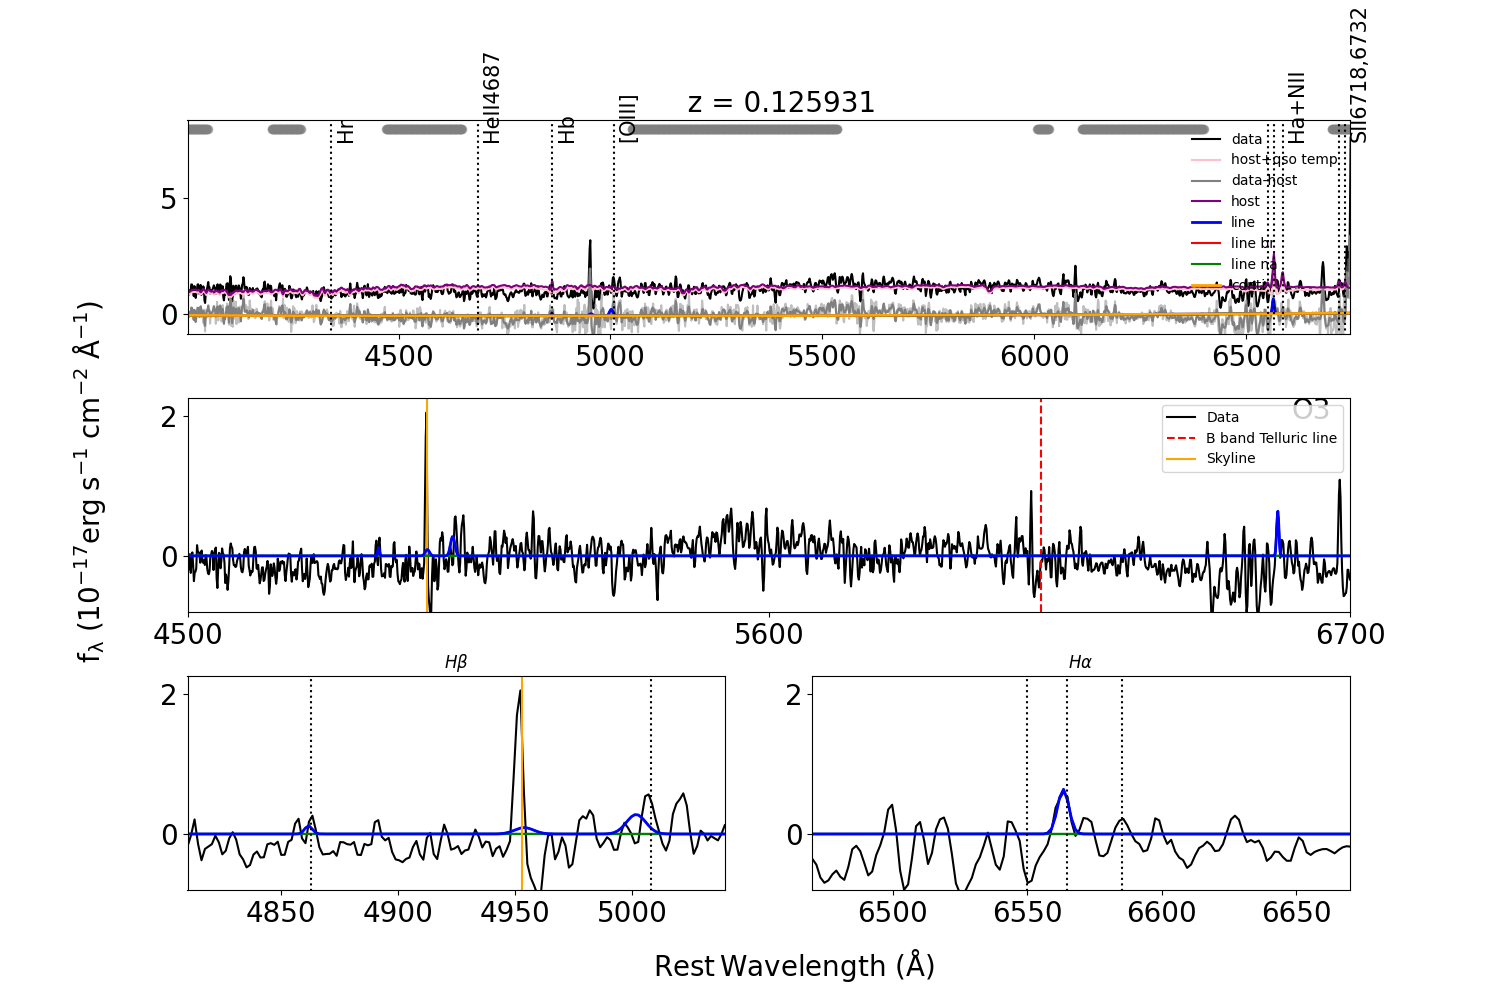 z = 0.125931
Hr
HeII4687
Hb
[OIII]
Ha+NII
SII6718,6732
data
host+qso temp
data-host
host
line
line br
line na
5
0
4500
5000
5500
6000
6500
O3
Data
B band Telluric line
Skyline
2
0
4500
5600
6700
fλ (10⁻¹⁷erg s⁻¹ cm⁻² Å⁻¹)
Hβ
2
0
4850
4900
4950
5000
Hα
2
0
6500
6550
6600
6650
Rest Wavelength (Å)